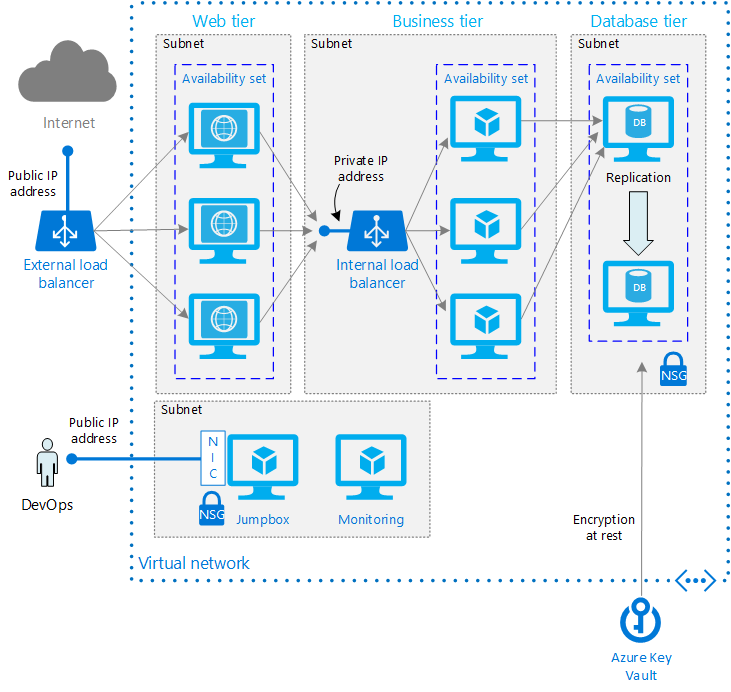 Web tier
Business tier
Database tier
Subnet
Subnet
Subnet
Availability set
Availability set
Availability set
Internet
Public IP
address
External load
balancer
Private IP
address
Internal load
balancer
DB
Replication
DB
NSG
Subnet
Public IP
address
N
I
C
NSG
Jumpbox
Monitoring
DevOps
Encryption
at rest
Virtual network
Azure Key
Vault